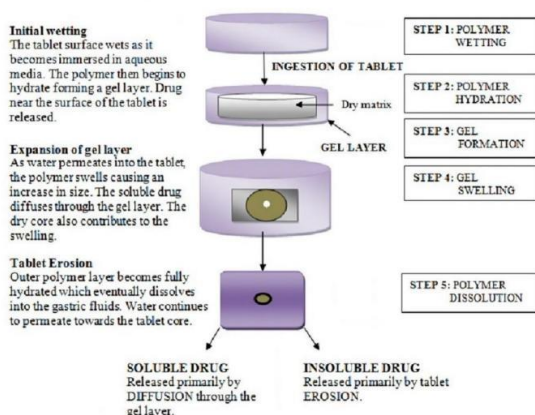 Initial wetting
The tablet surface wets as it
becomes immersed in aqueous
media. The polymer then begins to
hydrate forming a gel layer. Drug
near the surface of the tablet is
released.
INGESTION OF TABLET
Dry matrix
GEL LAYER
Expansion of gel layer
As water permeates into the tablet,
the polymer swells causing an
increase in size. The soluble drug
diffuses through the gel layer. The
dry core also contributes to the
swelling.
Tablet Erosion
Outer polymer layer becomes fully
hydrated which eventually dissolves
into the gastric fluids. Water continues
to permeate towards the tablet core.
SOLUBLE DRUG
Released primarily by
DIFFUSION through the
gel layer.
INSOLUBLE DRUG
Released primarily by tablet
EROSION.
STEP 1: POLYMER
WETTING
STEP 2: POLYMER
HYDRATION
STEP 3: GEL
FORMATION
STEP 4: GEL
SWELLING
STEP 5: POLYMER
DISSOLUTION